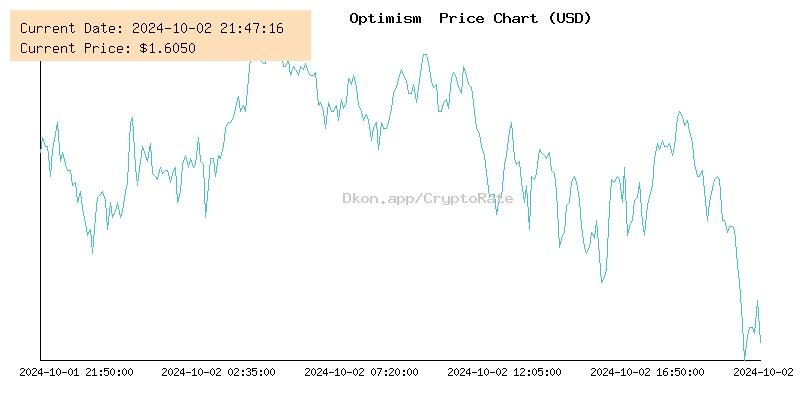 Optimism  Price Chart (USD)
Current Date: 2024-10-02 21:47:16
Current Price: $1.6050
Dkon.app/CryptoRate
2024-10-01 21:50:00 2024-10-02 02:35:00 2024-10-02 07:20:00 2024-10-02 12:05:00 2024-10-02 16:50:00 2024-10-02